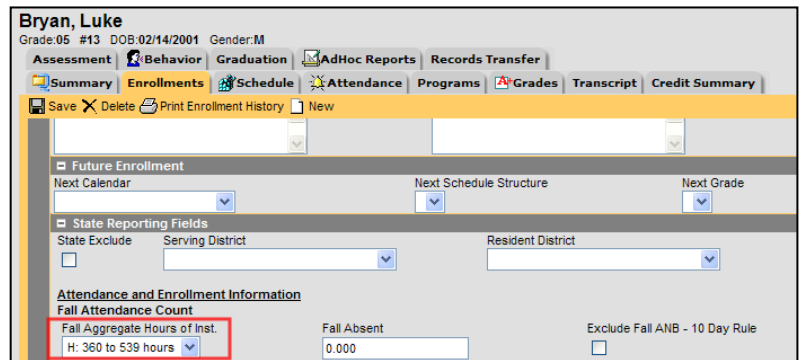 Bryan, Luke
Grade:05 #13 DOB:02/14/2001 Gender:M
Assessment Behavior Graduation AdHoc Reports Records Transfer
Summary Enrollments Schedule Attendance Programs Grades Transcript Credit Summary
Save Delete Print Enrollment History New
Future Enrollment
Next Calendar Next Schedule Structure Next Grade
State Reporting Fields
State Exclude Serving District Resident District
Attendance and Enrollment Information
Fall Attendance Count
Fall Aggregate Hours of Inst. Fall Absent Exclude Fall ANB - 10 Day Rule
H: 360 to 539 hours 0.000